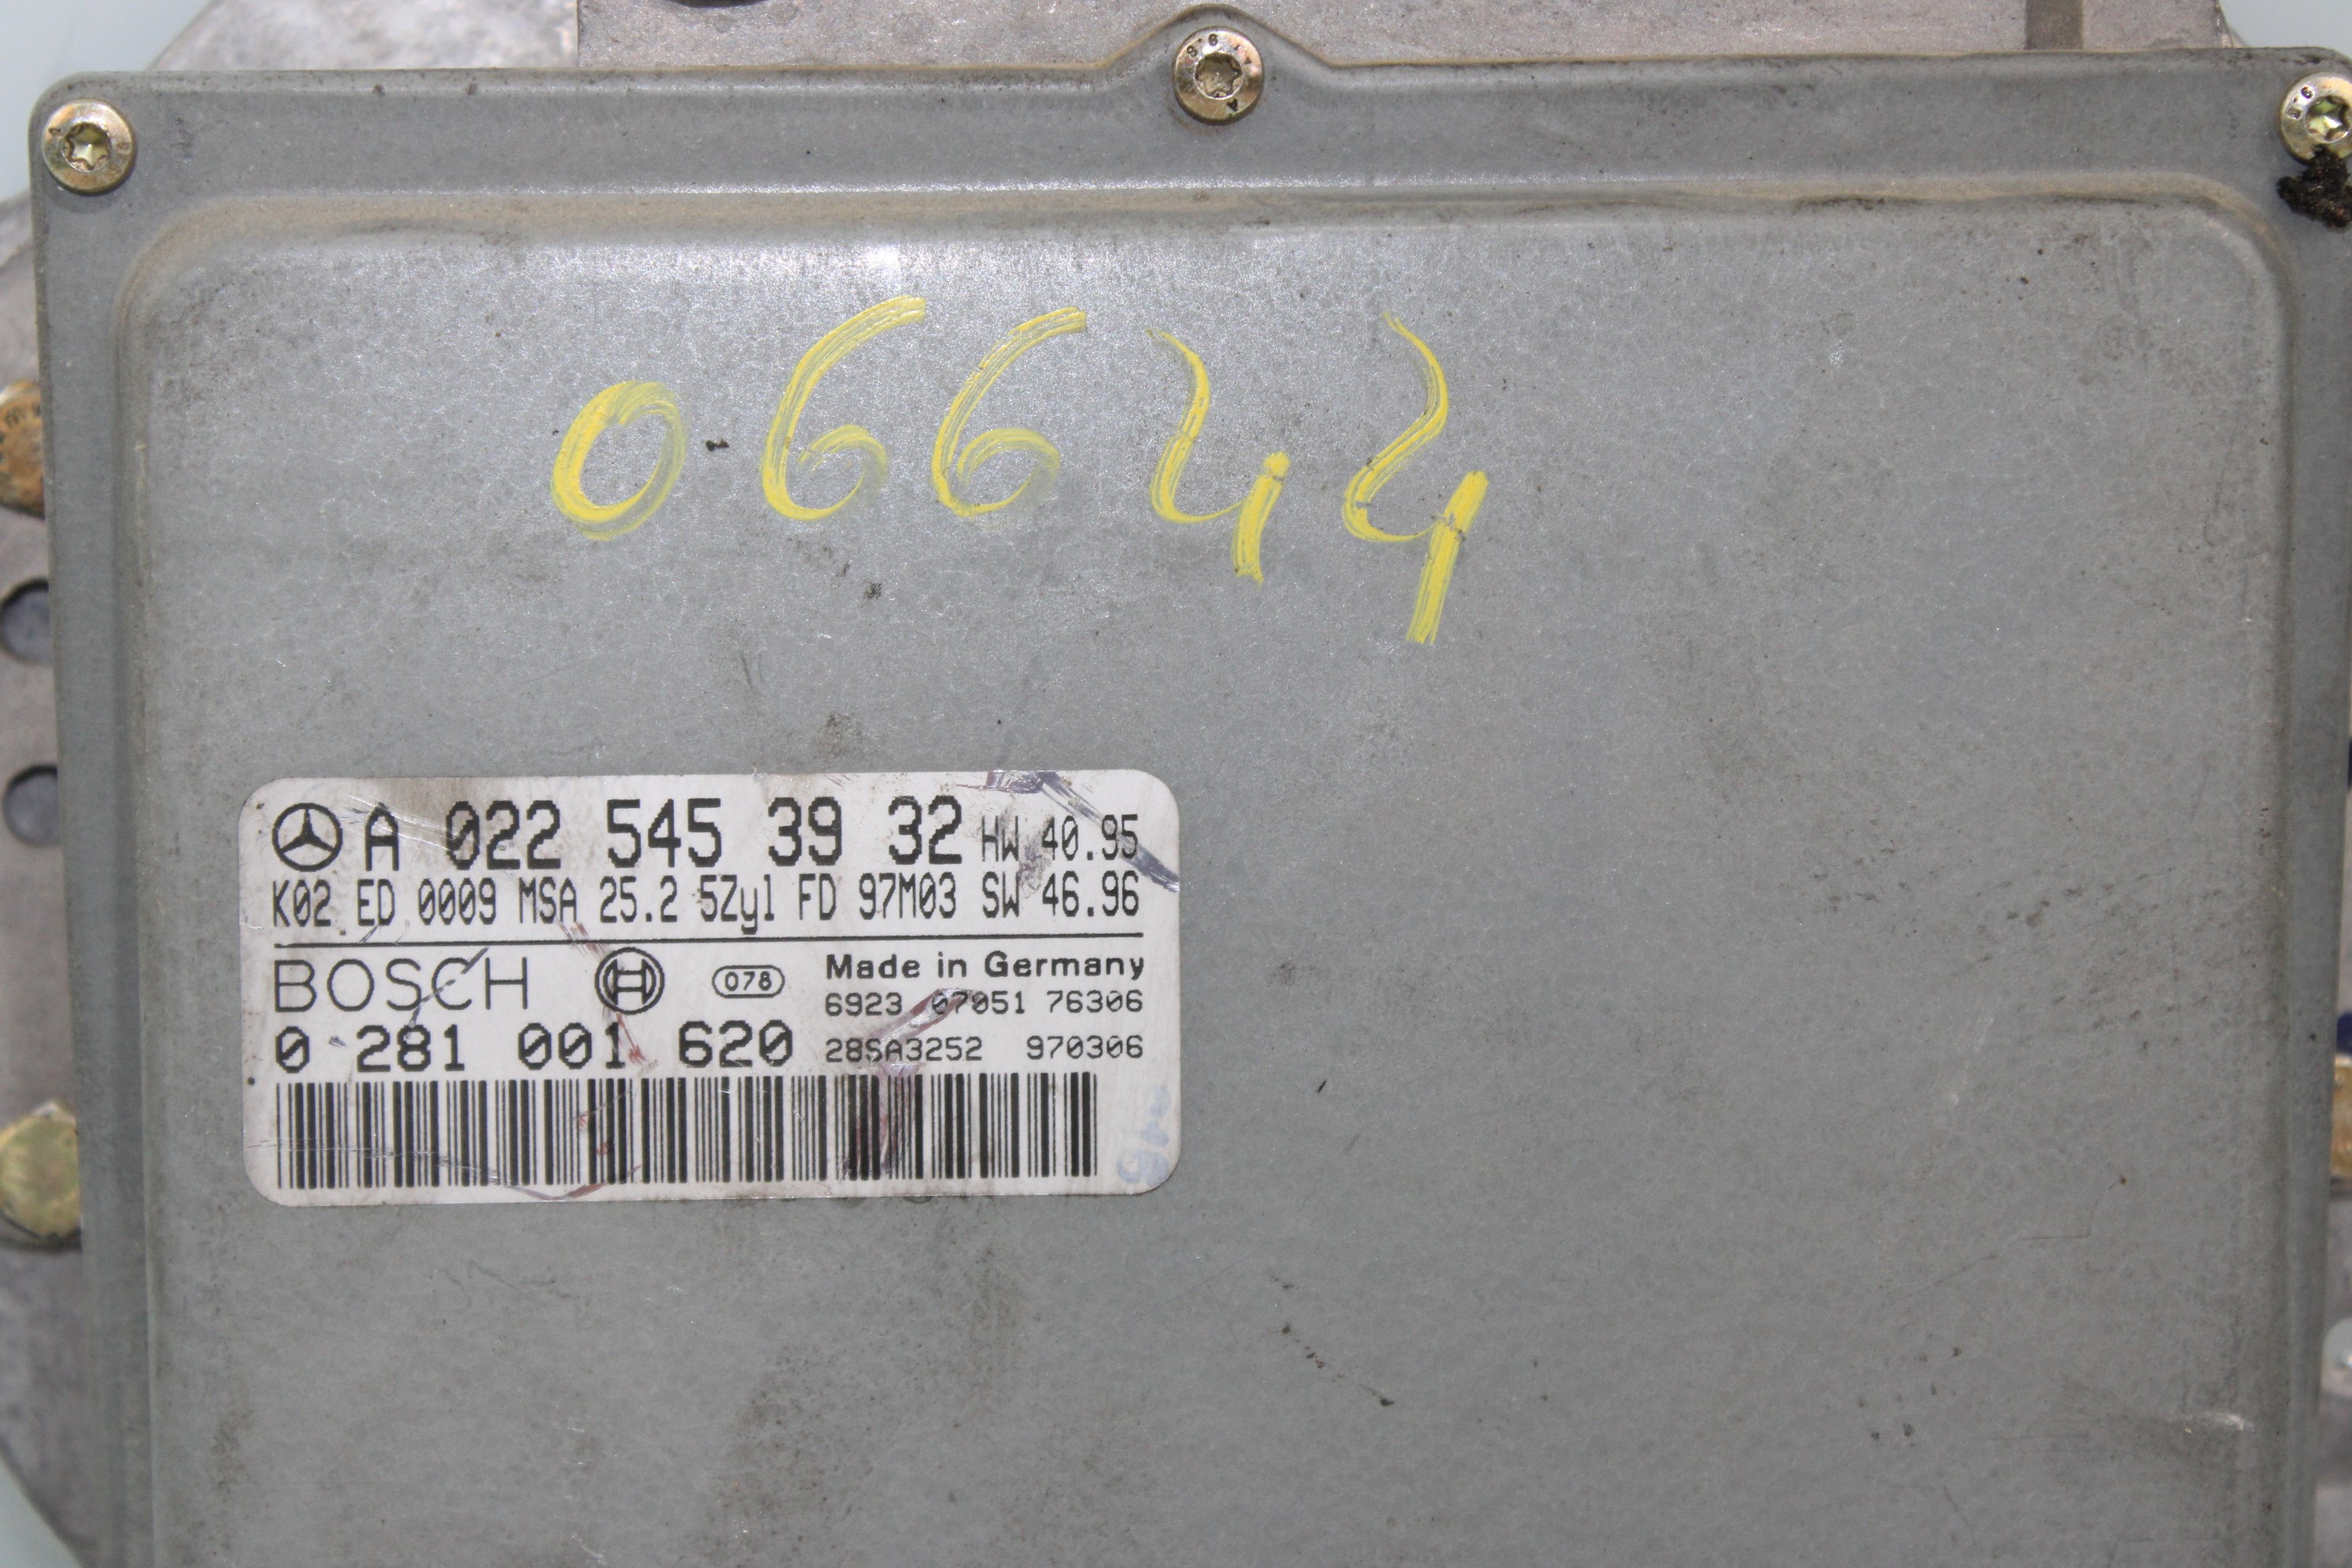 06644
A 022 545 39 32 HW 40.95
K02 ED 0009 MSA 25.2 5Zyl FD 97M03 SW 46.96
BOSCH 078 Made in Germany
6923 07051 76306
0 281 001 620 28SA3252 970306